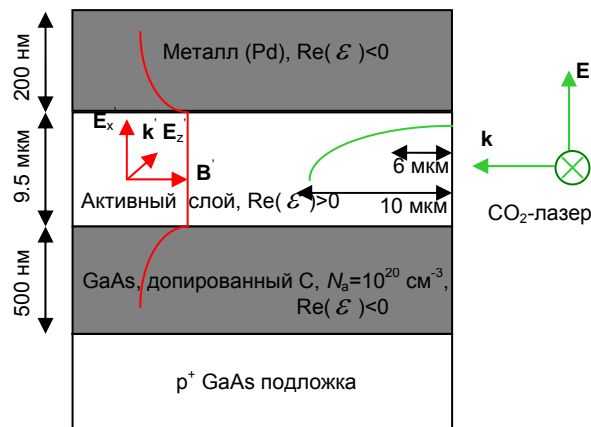 200 нм
Металл (Pd), Re(ε)<0
E
Ex'
k' Ez'
B'
9.5 мкм
k
6 мкм
Активный слой, Re(ε)>0
10 мкм
CO2-лазер
500 нм
GaAs, допированный C, Na=10^20 см^-3,
Re(ε)<0
p+ GaAs подложка